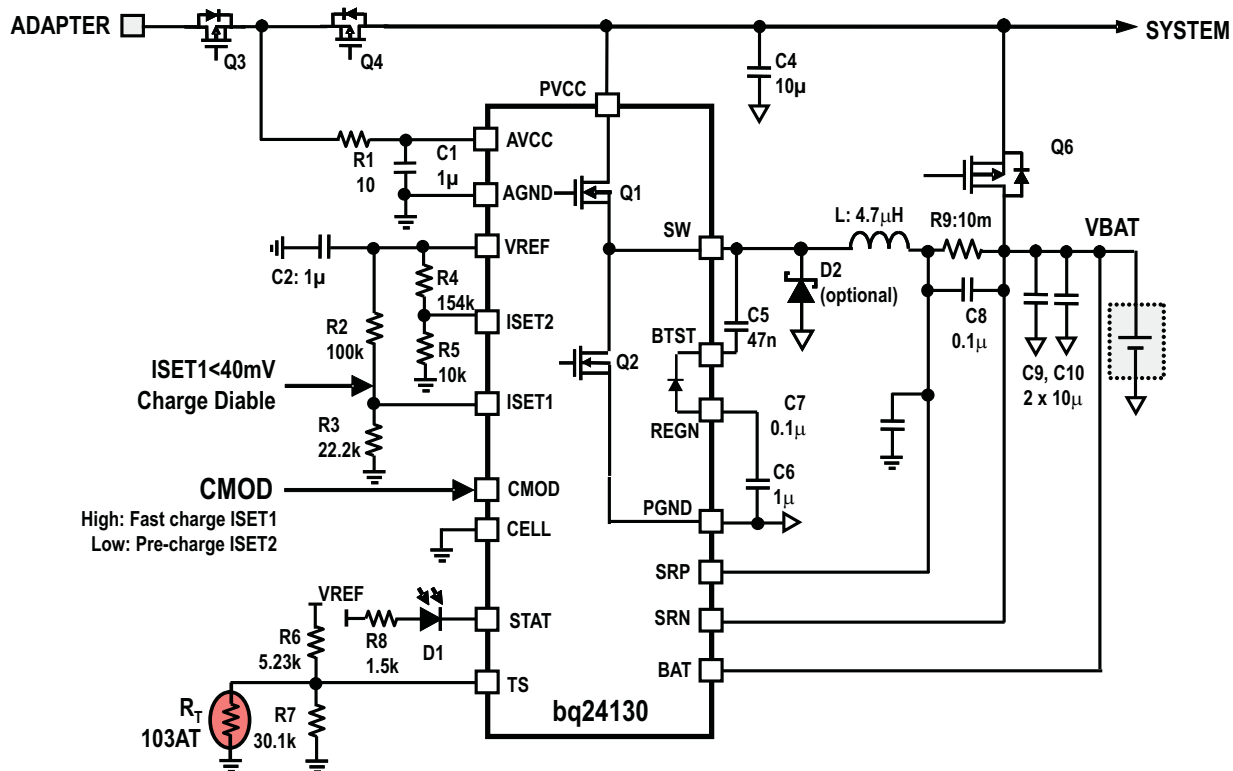 ADAPTER
Q3
Q4
SYSTEM
C4
10µ
PVCC
R1
10
C1
1µ
AVCC
AGND
Q1
Q6
SW
L: 4.7µH
R9:10m
VBAT
C2: 1µ
VREF
R4
154k
D2
(optional)
R2
100k
ISET2
R5
10k
BTST
C5
47n
C8
0.1µ
Q2
ISET1<40mV
Charge Diable
ISET1
REGN
C7
0.1µ
C9, C10
2 x 10µ
R3
22.2k
C6
1µ
CMOD
CMOD
High: Fast charge ISET1
Low: Pre-charge ISET2
CELL
PGND
SRP
VREF
R8
1.5k
D1
STAT
SRN
R6
5.23k
BAT
TS
RT
103AT
R7
30.1k
bq24130